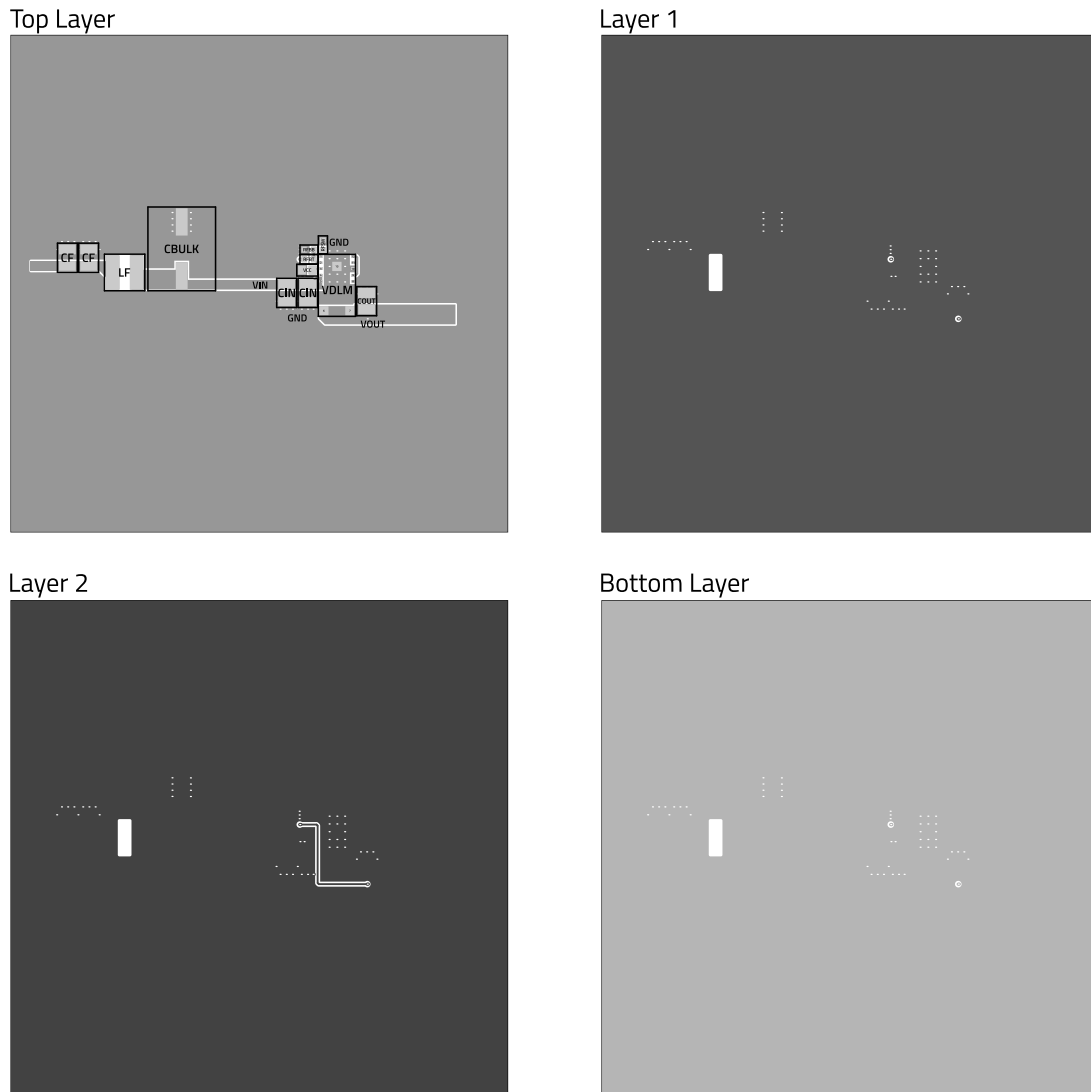 Top Layer
Layer 1
GND
CBULK
CF CF
LF
VCC
VDLM
VIN
CIN CIN
COUT
GND
VOUT
Layer 2
Bottom Layer